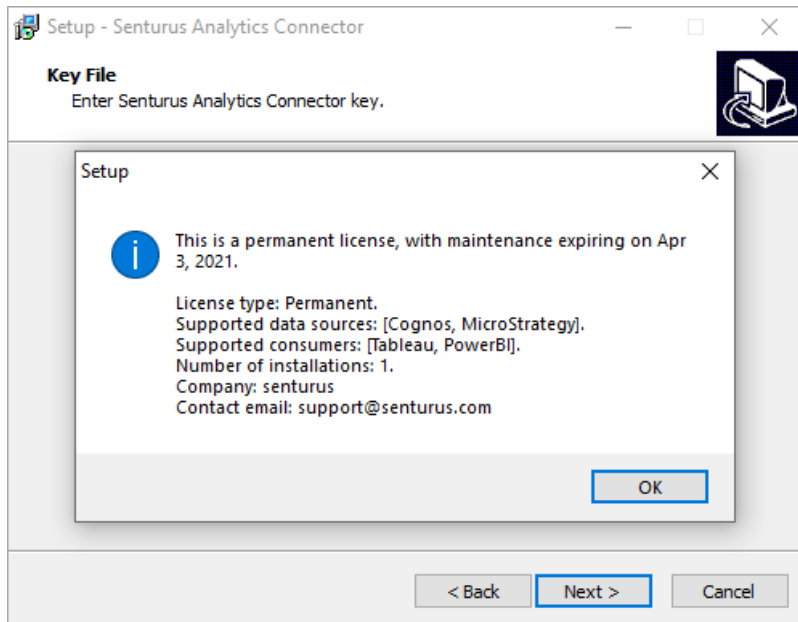 Setup - Senturus Analytics Connector
Key File
Enter Senturus Analytics Connector key.
Setup
This is a permanent license, with maintenance expiring on Apr
3, 2021.
License type: Permanent.
Supported data sources: [Cognos, MicroStrategy].
Supported consumers: [Tableau, PowerBI].
Number of installations: 1.
Company: senturus
Contact email: support@senturus.com
OK
< Back
Next >
Cancel